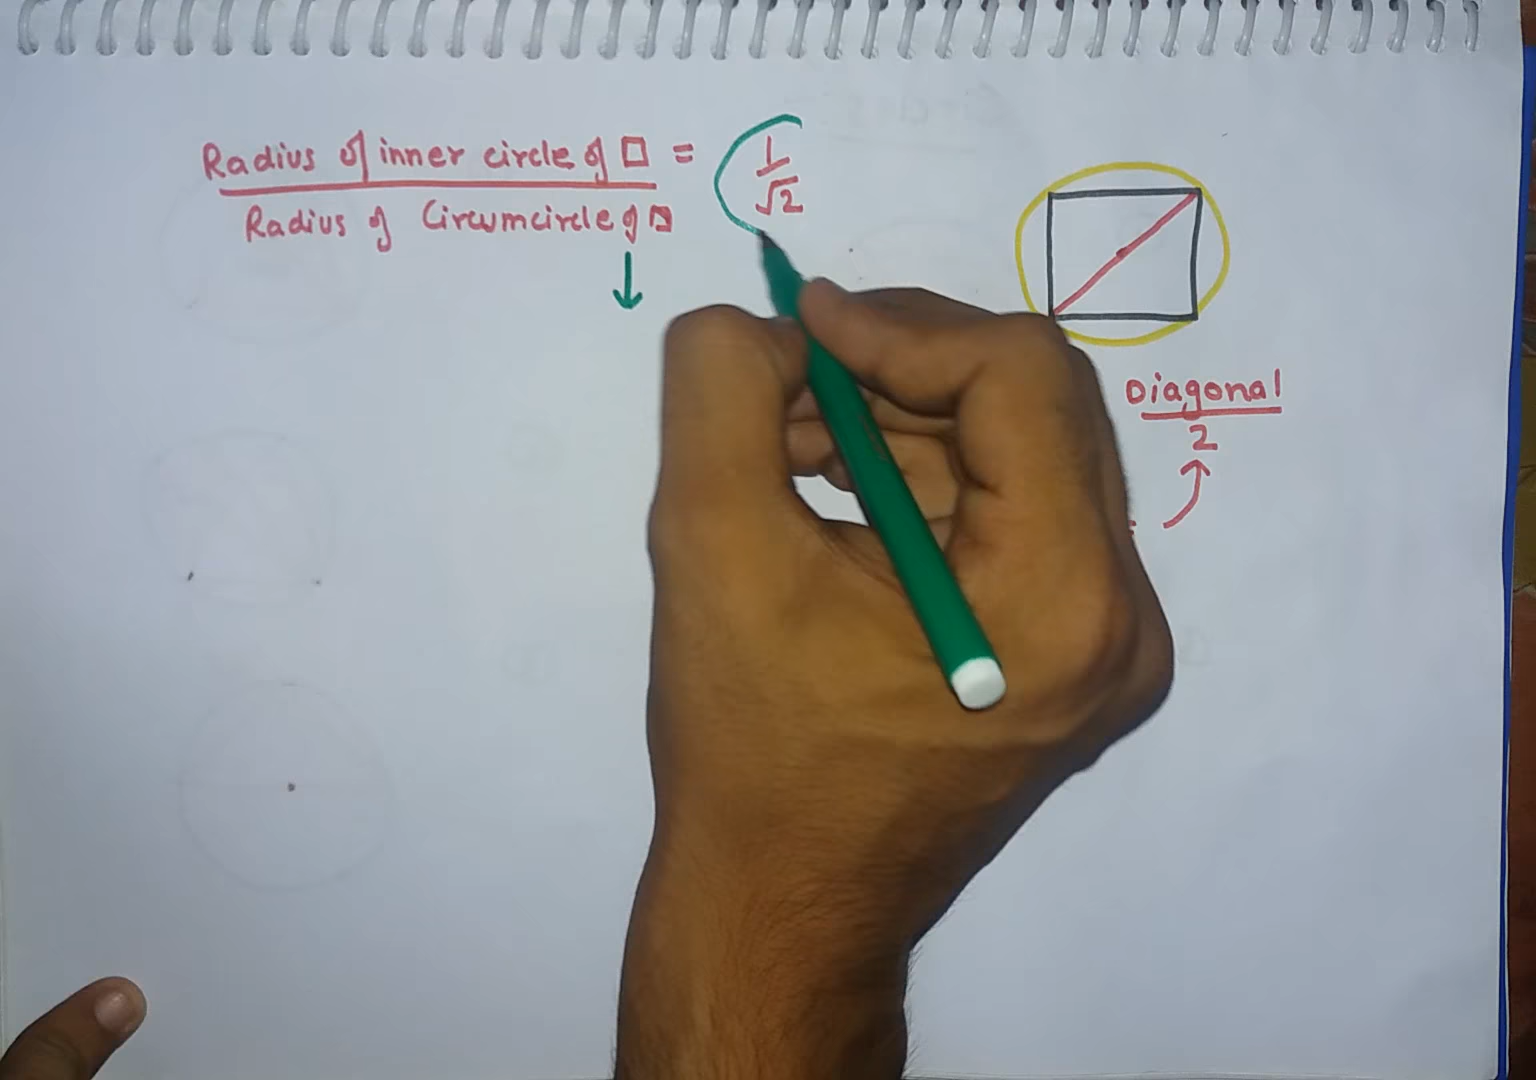 Radius of inner circle of □ = 1/√2
Radius of Circumcircle of □
Diagonal
2